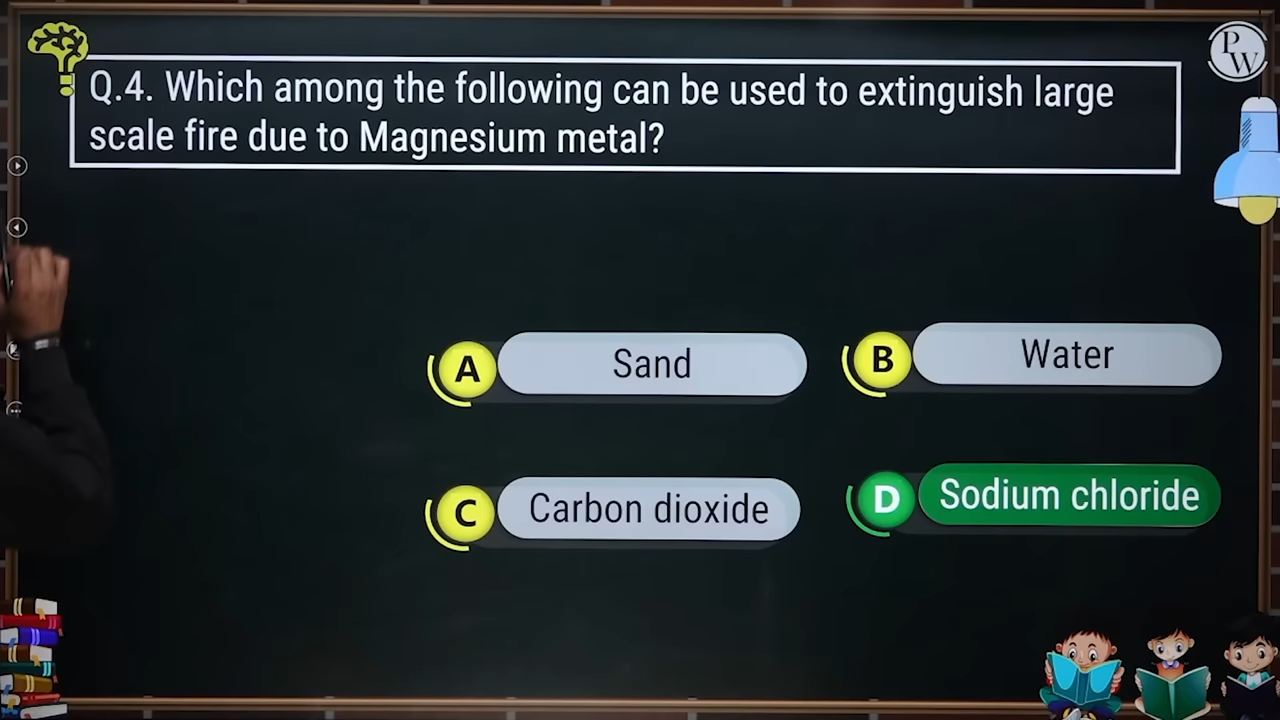 PW
Q.4. Which among the following can be used to extinguish large
scale fire due to Magnesium metal?
A Sand
B Water
C Carbon dioxide
D Sodium chloride